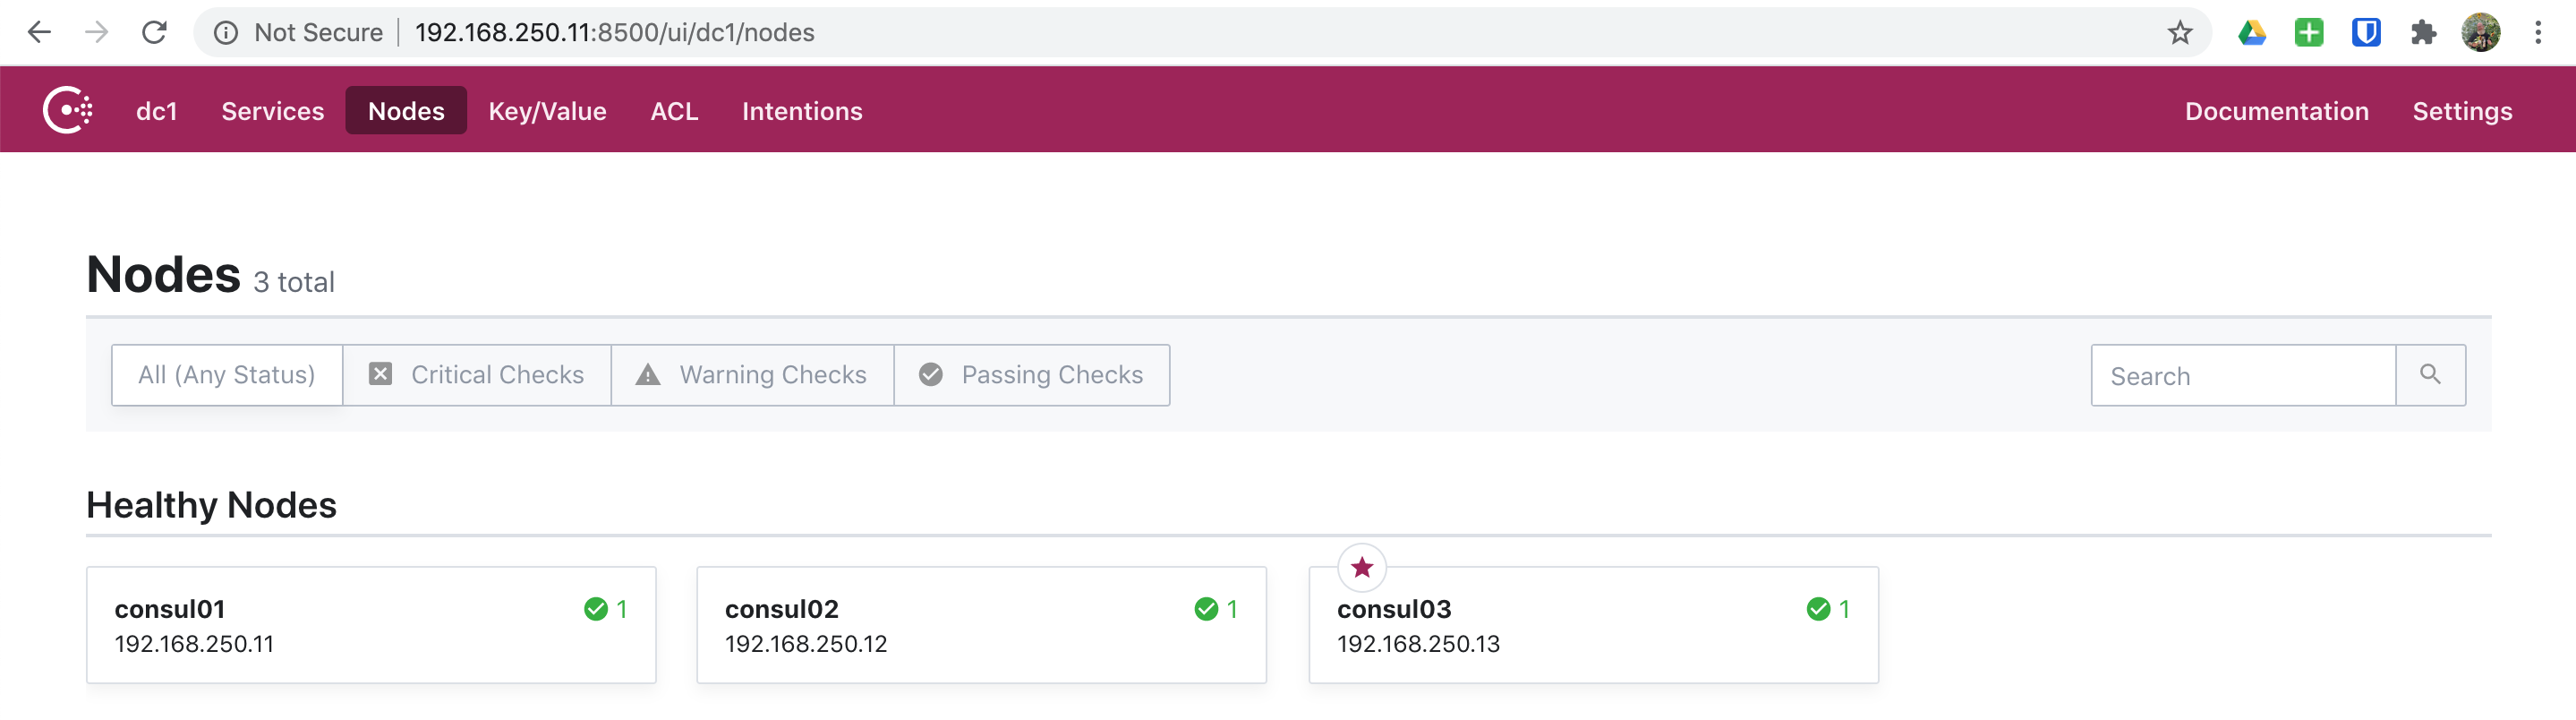 Not Secure 192.168.250.11:8500/ui/dc1/nodes
dc1 Services Nodes Key/Value ACL Intentions Documentation Settings
Nodes 3 total
All (Any Status) Critical Checks Warning Checks Passing Checks Search
Healthy Nodes
consul01 1 consul02 1 consul03 1
192.168.250.11 192.168.250.12 192.168.250.13